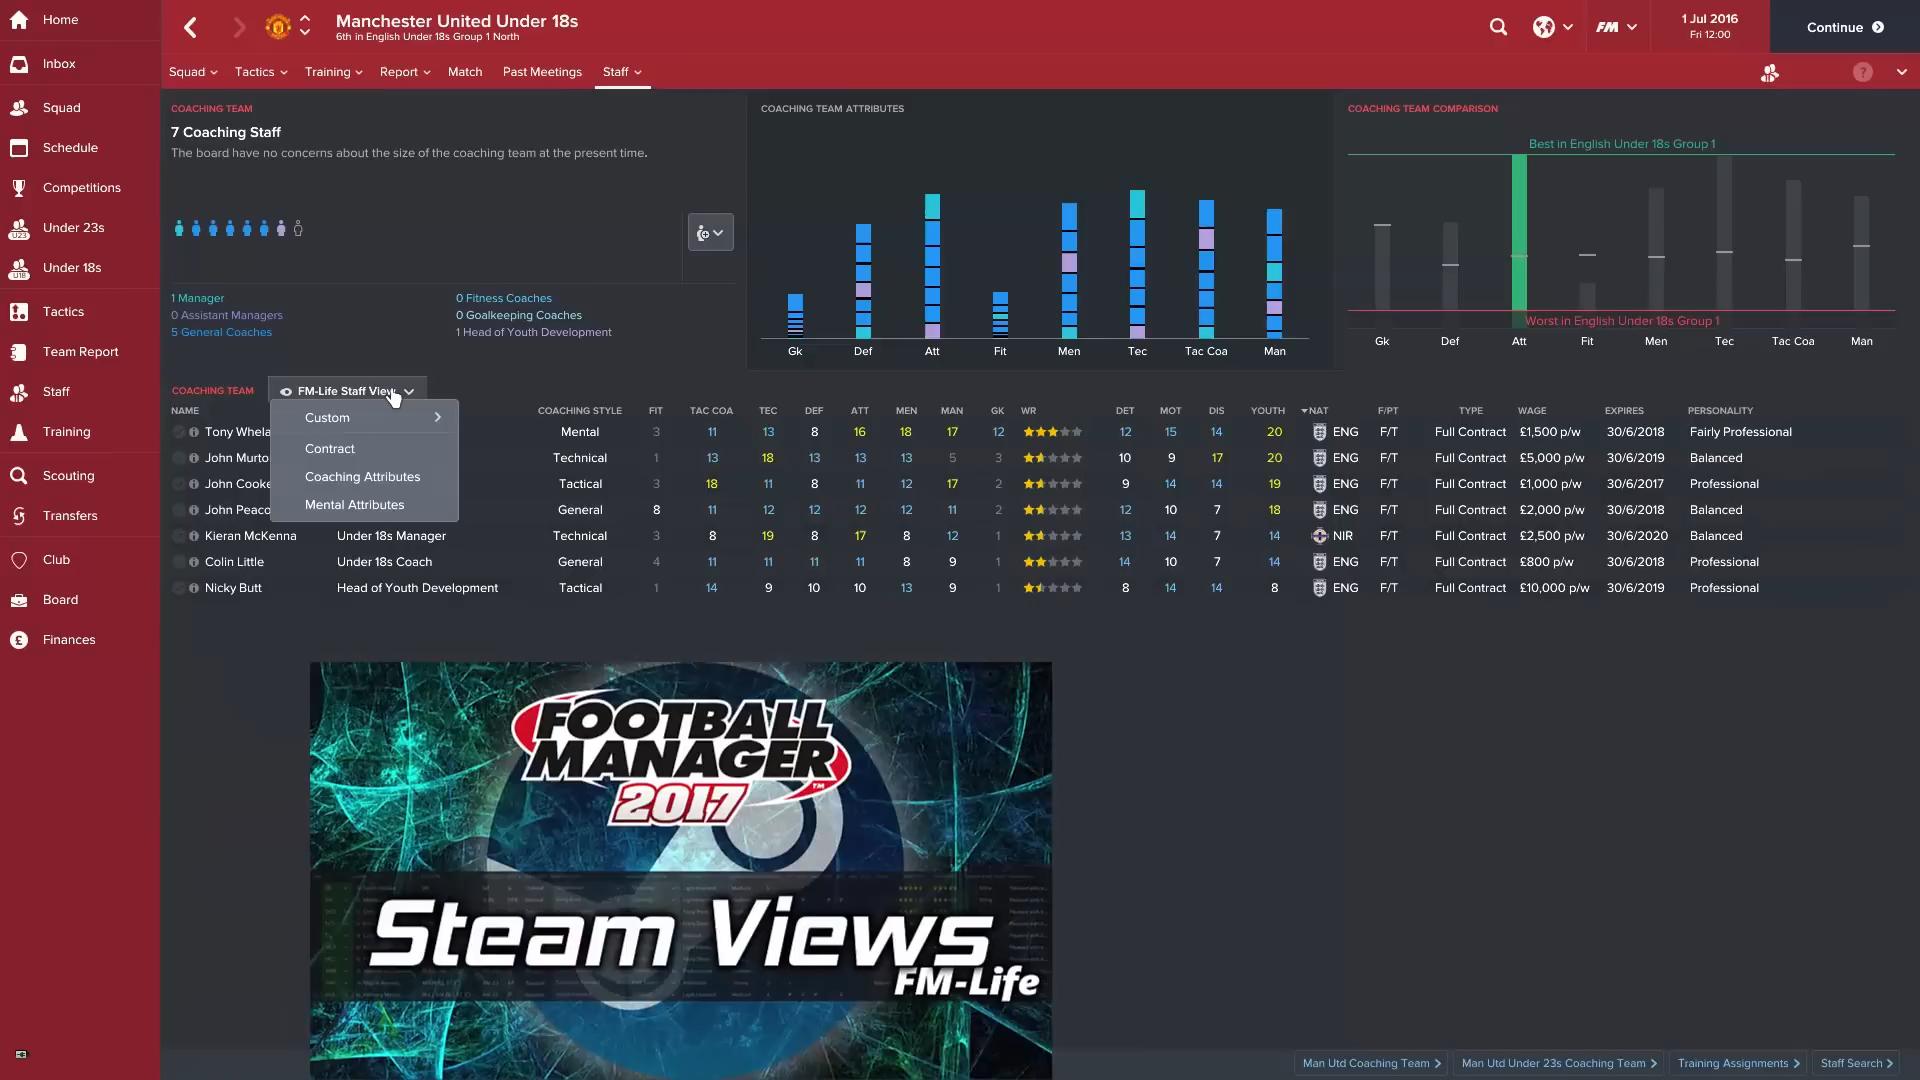 Home
Inbox
Squad
Schedule
Competitions
Under 23s
Under 18s
Tactics
Team Report
Staff
Training
Scouting
Transfers
Club
Board
Finances
Manchester United Under 18s
6th in English Under 18s Group 1 North
FM
1 Jul 2016
Fri 12:00
Continue
Squad Tactics Training Report Match Past Meetings Staff
COACHING TEAM
7 Coaching Staff
The board have no concerns about the size of the coaching team at the present time.
1 Manager
0 Assistant Managers
5 General Coaches
0 Fitness Coaches
0 Goalkeeping Coaches
1 Head of Youth Development
COACHING TEAM ATTRIBUTES
Gk Def Att Fit Men Tec Tac Coa Man
COACHING TEAM COMPARISON
Best in English Under 18s Group 1
Worst in English Under 18s Group 1
Gk Def Att Fit Men Tec Tac Coa Man
COACHING TEAM FM-Life Staff View
Custom
Contract
Coaching Attributes
Mental Attributes
NAME COACHING STYLE FIT TAC COA TEC DEF ATT MEN MAN GK WR DET MOT DIS YOUTH NAT F/PT TYPE WAGE EXPIRES PERSONALITY
Tony Whela Mental 3 11 13 8 16 18 17 12 12 15 14 20 ENG F/T Full Contract £1,500 p/w 30/6/2018 Fairly Professional
John Murto Technical 1 13 18 13 13 13 5 3 10 9 17 20 ENG F/T Full Contract £5,000 p/w 30/6/2019 Balanced
John Cooke Tactical 3 18 11 8 11 12 17 2 9 14 14 19 ENG F/T Full Contract £1,000 p/w 30/6/2017 Professional
John Peaco General 8 11 12 12 12 12 11 2 12 10 7 18 ENG F/T Full Contract £2,000 p/w 30/6/2018 Balanced
Kieran McKenna Under 18s Manager Technical 3 8 19 8 17 8 12 1 13 14 7 14 NIR F/T Full Contract £2,500 p/w 30/6/2020 Balanced
Colin Little Under 18s Coach General 4 11 11 11 11 8 9 1 14 10 7 14 ENG F/T Full Contract £800 p/w 30/6/2018 Professional
Nicky Butt Head of Youth Development Tactical 1 14 9 10 10 13 9 1 8 14 14 8 ENG F/T Full Contract £10,000 p/w 30/6/2019 Professional
FOOTBALL
MANAGER
2017
Steam Views
FM-Life
Man Utd Coaching Team Man Utd Under 23s Coaching Team Training Assignments Staff Search